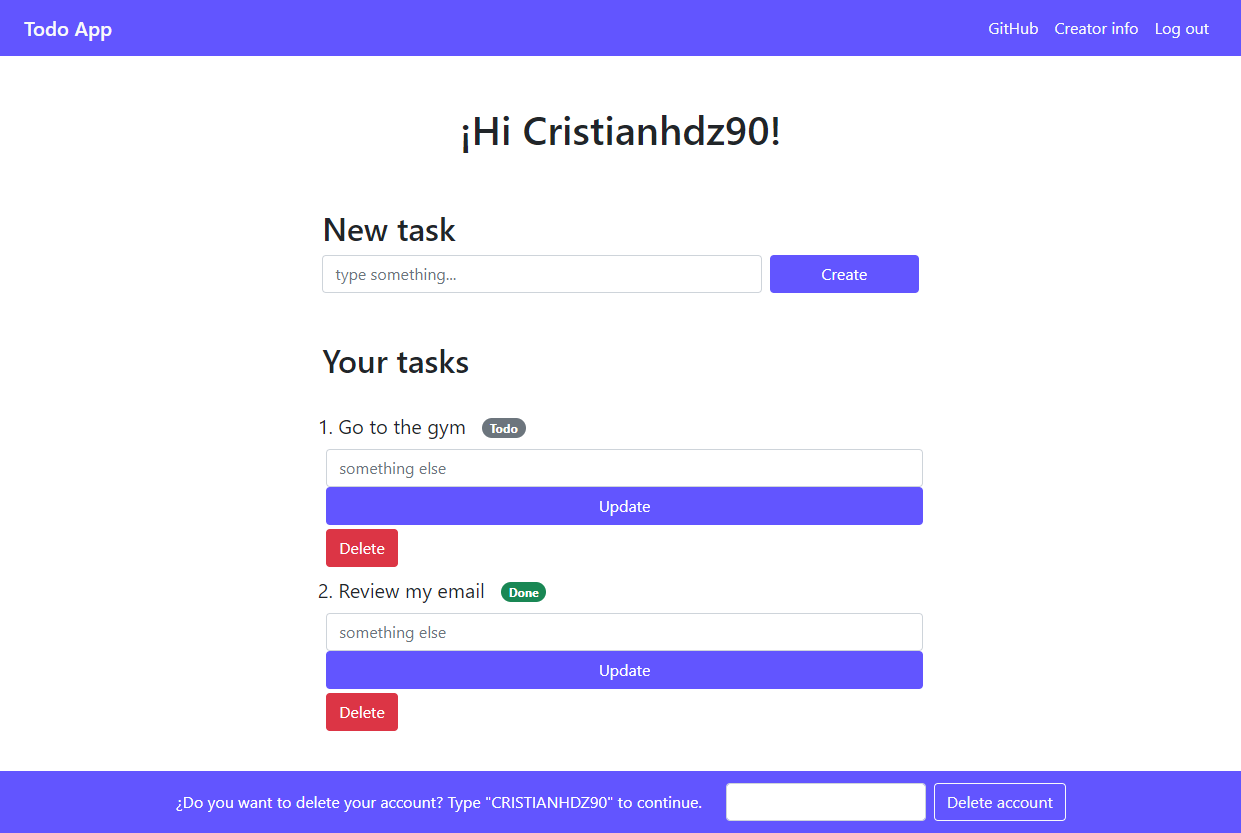 Todo App GitHub Creator info Log out
¡Hi Cristianhdz90!
New task
type something... Create
Your tasks
1. Go to the gym Todo
something else
Update
Delete
2. Review my email Done
something else
Update
Delete
¿Do you want to delete your account? Type "CRISTIANHDZ90" to continue. Delete account